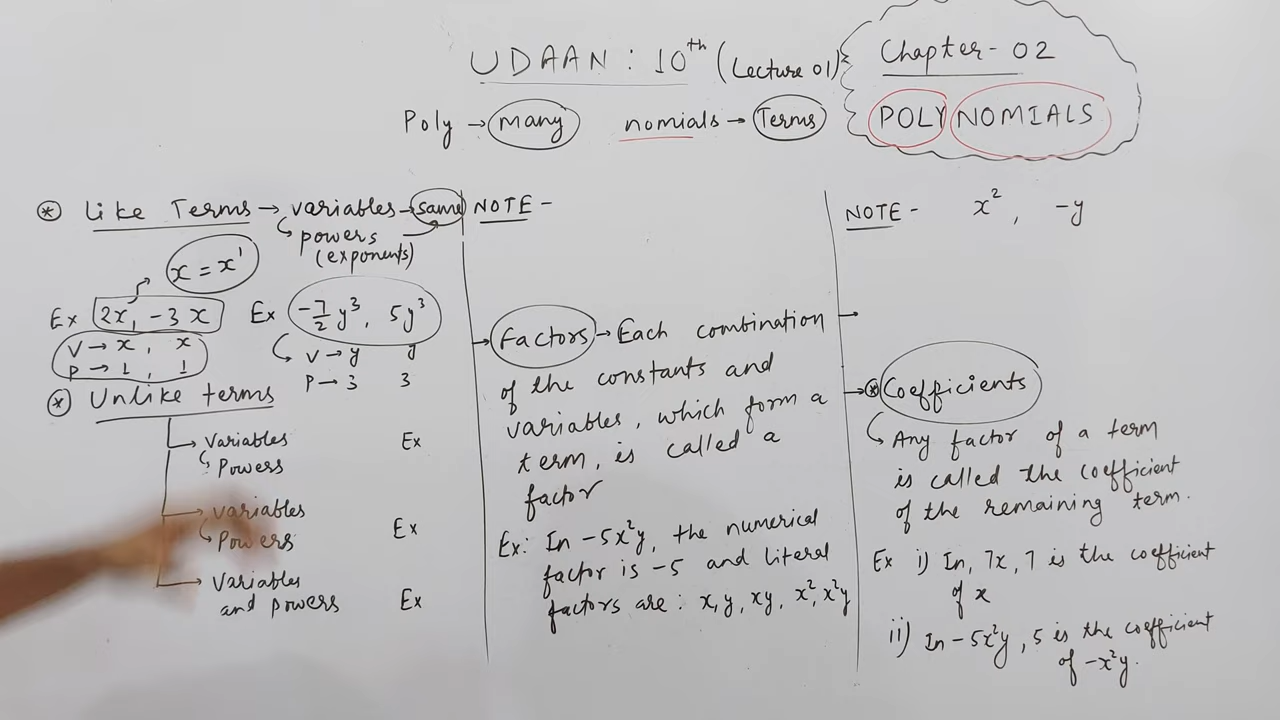 UDAAN : 10th (Lecture 01)
Chapter - 02
POLYNOMIALS
Poly → many nomials → Terms
* Like Terms → variables → same
powers
(exponents)
x = x¹
Ex 2x, -3x
V → x, x
P → 1, 1
Ex -7/2 y³, 5y³
V → y y
P → 3 3
* Unlike terms
→ Variables Ex
Powers
→ Variables Ex
Powers
→ Variables Ex
and powers
NOTE -
→ Factors → Each combination
of the constants and
variables, which form a
term, is called a
factor
Ex: In -5x²y, the numerical
factor is -5 and literal
factors are : x, y, xy, x², x²y
NOTE - x², -y
→
→ * Coefficients
Any factor of a term
is called the coefficient
of the remaining term.
Ex i) In, 7x, 7 is the coefficient
of x
ii) In -5x²y, 5 is the coefficient
of -x²y.